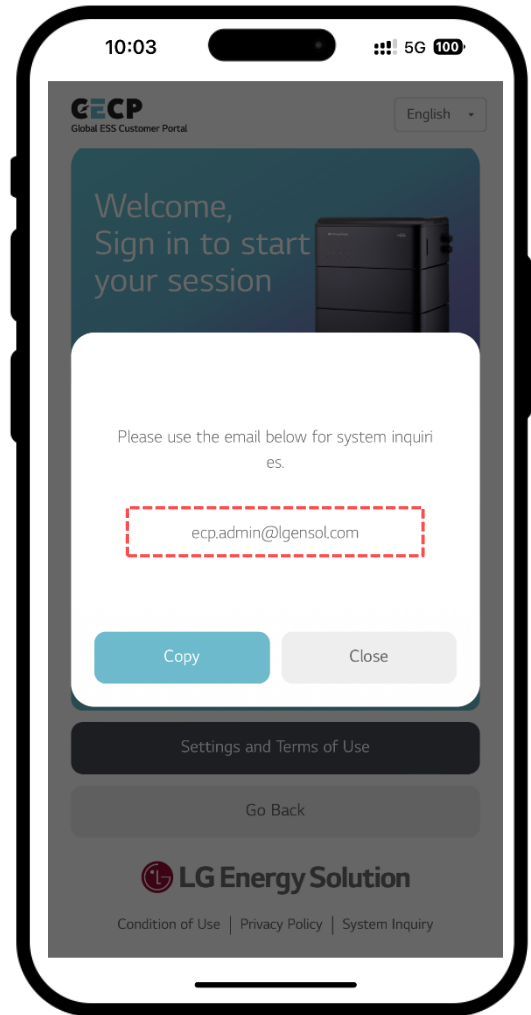 10:03
5G 100
GECP
Global ESS Customer Portal
English
Welcome,
Sign in to start
your session
Please use the email below for system inquiri
es.
ecp.admin@lgensol.com
Copy
Close
Settings and Terms of Use
Go Back
LG Energy Solution
Condition of Use | Privacy Policy | System Inquiry